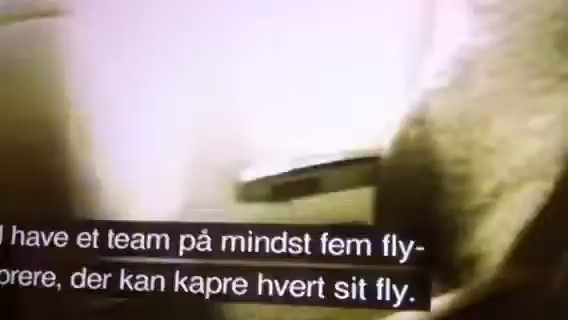 have et team på mindst fem fly-
prere, der kan kapre hvert sit fly.